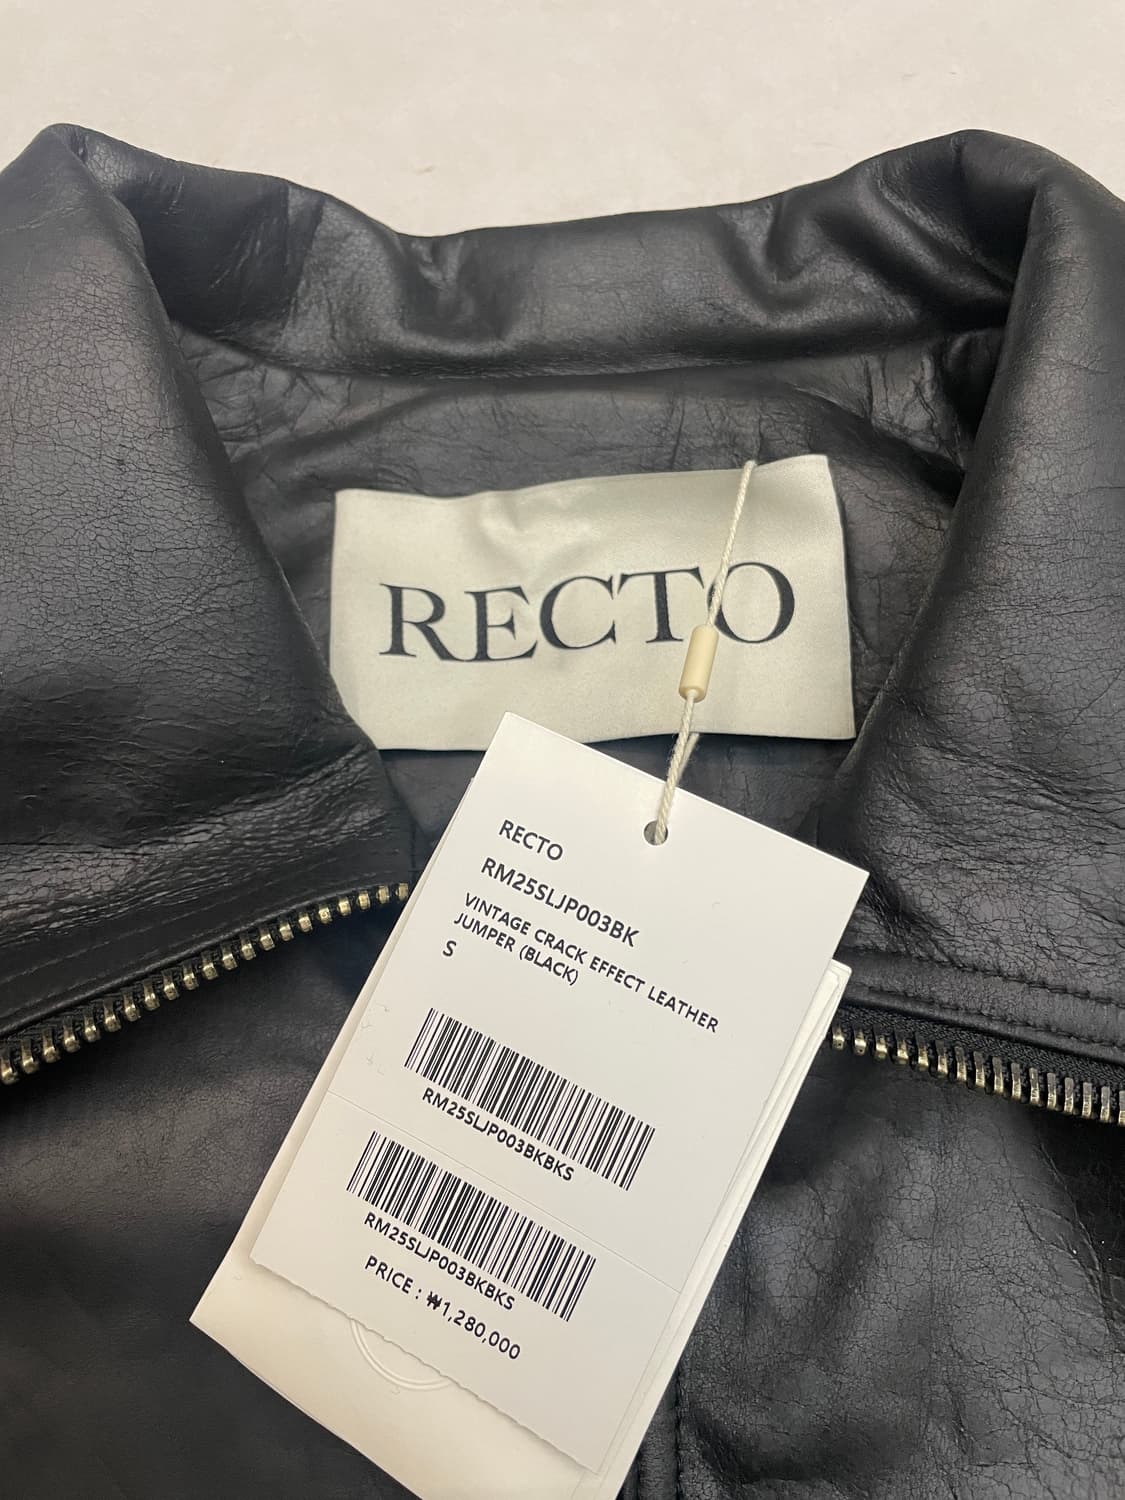 RECTO
RECTO
RM25SLJP003BK
VINTAGE CRACK EFFECT LEATHER
JUMPER (BLACK)
S
RM25SLJP003BKBKS
RM25SLJP003BKBKS
PRICE : ₩1,280,000